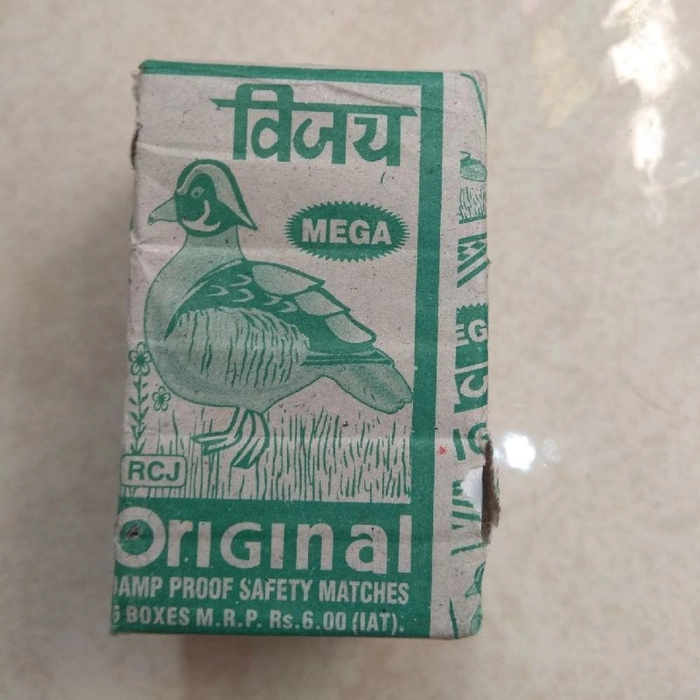 विजय
MEGA
RCJ
Original
DAMP PROOF SAFETY MATCHES
BOXES M.R.P. Rs.6.00 (IAT).